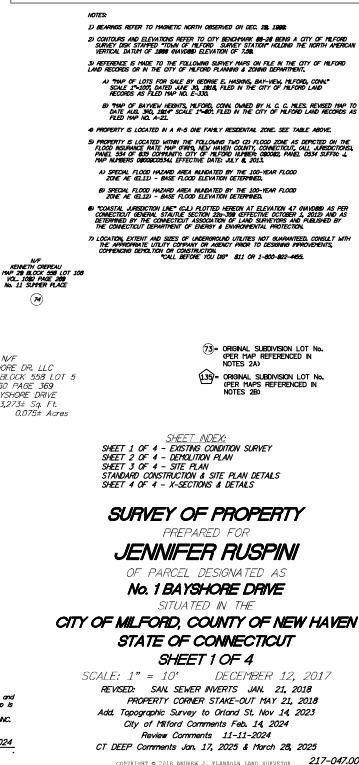 NOTES:
1) BEARINGS REFER TO MAGNETIC NORTH OBSERVED ON DEC. 29, 1999.
2) CONTOURS AND ELEVATIONS REFER TO CITY BENCHMARK 88-28 BEING A CITY OF MILFORD
SURVEY DISK STAMPED "TOWN OF MILFORD SURVEY STATION" HOLDING THE NORTH AMERICAN
VERTICAL DATUM OF 1988 (NAVD88) ELEVATION OF
3) REFERENCE IS MADE TO THE FOLLOWING SURVEY MAPS ON FILE IN THE CITY OF MILFORD
LAND RECORDS OR IN THE CITY OF MILFORD PLANNING & ZONING DEPARTMENT.
A) "MAP OF LOTS FOR SALE BY GEORGE E. HASKINS, BAY-VIEW, MILFORD, CONN."
SCALE 1"=100', DATED JUNE 30, 1919, FILED IN THE CITY OF MILFORD LAND
RECORDS AS FILED MAP NO. E-330.
B) "MAP OF BAYVIEW HEIGHTS, MILFORD, CONN. OWNED BY H. C. C. MILES. REVISED MAP TO
DATE AUG. 3RD, 1914" SCALE 1"=60'. FILED IN THE CITY OF MILFORD LAND RECORDS AS
FILED MAP NO. A-21.
4) PROPERTY IS LOCATED IN A R-5 ONE FAMILY RESIDENTIAL ZONE. SEE TABLE ABOVE.
5) PROPERTY IS LOCATED WITHIN THE FOLLOWING TWO (2) FLOOD ZONE AS DEPICTED ON THE
FLOOD INSURANCE RATE MAP (FIRM), NEW HAVEN COUNTY, CONNECTICUT, (ALL JURISDICTIONS),
PANEL 534 OF 635 COMMUNITY: CITY OF MILFORD NUMBER 090082, PANEL 0534 SUFFIX J,
MAP NUMBERS 09009C0534J. EFFECTIVE DATE: JULY 8, 2013.
A) SPECIAL FLOOD HAZARD AREA INUNDATED BY THE 100-YEAR FLOOD
ZONE AE (EL.11) - BASE FLOOD ELEVATION DETERMINED.
B) SPECIAL FLOOD HAZARD AREA INUNDATED BY THE 100-YEAR FLOOD
ZONE AE (EL.12) - BASE FLOOD ELEVATION DETERMINED.
6) "COASTAL JURISDICTION LINE" (CJL) PLOTTED HEREON AT ELEVATION 4.7 (NAVD88) AS PER
CONNECTICUT GENERAL STATUE SECTION 22a-359 (EFFECTIVE OCTOBER 1, 2012) AND AS
DETERMINED BY THE CONNECTICUT ASSOCIATION OF LAND SURVEYORS AND PUBLISHED BY
THE CONNECTICUT DEPARTMENT OF ENERGY & ENVIRONMENTAL PROTECTION.
7) LOCATION, EXTENT AND SIZES OF UNDERGROUND UTILITIES NOT GUARANTEED. CONSULT WITH
THE APPROPRIATE UTILITY COMPANY OR AGENCY PRIOR TO DESIGNING IMPROVEMENTS,
COMMENCING DEMOLITION OR CONSTRUCTION.
"CALL BEFORE YOU DIG" 811 OR 1-800-922-4455.
N/F
KENNETH CREPEAU
MAP 28 BLOCK 558 LOT 108
PAGE 269
No. 11 SUMMER PLACE
74
N/F
ORE DR, LLC
BLOCK 558 LOT 5
60 PAGE 369
YSHORE DRIVE
3,273± Sq. Ft.
0.075± Acres
73 = ORIGINAL SUBDIVISION LOT No.
(PER MAP REFERENCED IN
NOTES 2A)
135 = ORIGINAL SUBDIVISION LOT No.
(PER MAPS REFERENCED IN
NOTES 2B)
SHEET INDEX:
SHEET 1 OF 4 - EXISTING CONDITION SURVEY
SHEET 2 OF 4 - DEMOLITION PLAN
SHEET 3 OF 4 - SITE PLAN
STANDARD CONSTRUCTION & SITE PLAN DETAILS
SHEET 4 OF 4 - X-SECTIONS & DETAILS
SURVEY OF PROPERTY
PREPARED FOR
JENNIFER RUSPINI
OF PARCEL DESIGNATED AS
No. 1 BAYSHORE DRIVE
SITUATED IN THE
CITY OF MILFORD, COUNTY OF NEW HAVEN
STATE OF CONNECTICUT
SHEET 1 OF 4
SCALE: 1" = 10' DECEMBER 12, 2017
REVISED: SAN. SEWER INVERTS JAN. 21, 2018
PROPERTY CORNER STAKE-OUT MAY 21, 2018
Add. Topographic Survey to Orland St. Nov 14, 2023
City of Milford Comments Feb. 14, 2024
Review Comments 11-11-2024
CT DEEP Comments Jan. 17, 2025 & March 28, 2025
and
p is
NC.
024
COPYRIGHT © 2018 ANDREW J. FLANAGAN LAND SURVEYOR 217-047.00